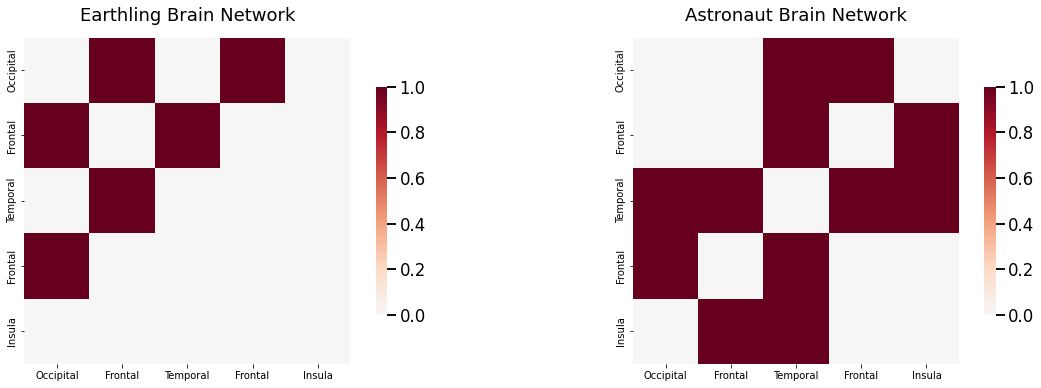 Earthling Brain Network
Occipital
Frontal
Temporal
Frontal
Insula
Occipital Frontal Temporal Frontal Insula
1.0
0.8
0.6
0.4
0.2
0.0
Astronaut Brain Network
Occipital
Frontal
Temporal
Frontal
Insula
Occipital Frontal Temporal Frontal Insula
1.0
0.8
0.6
0.4
0.2
0.0